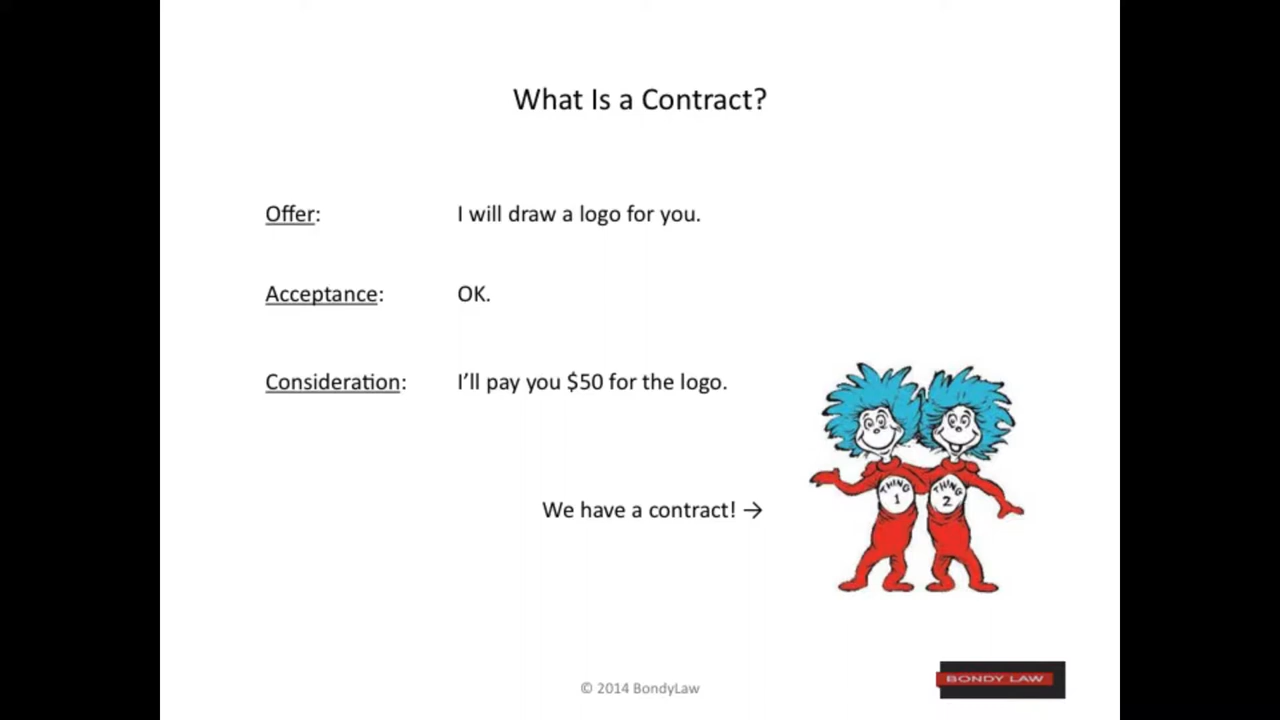 What Is a Contract?
Offer: I will draw a logo for you.
Acceptance: OK.
Consideration: I’ll pay you $50 for the logo.
THING 1
THING 2
We have a contract! →
© 2014 BondyLaw
BONDY LAW